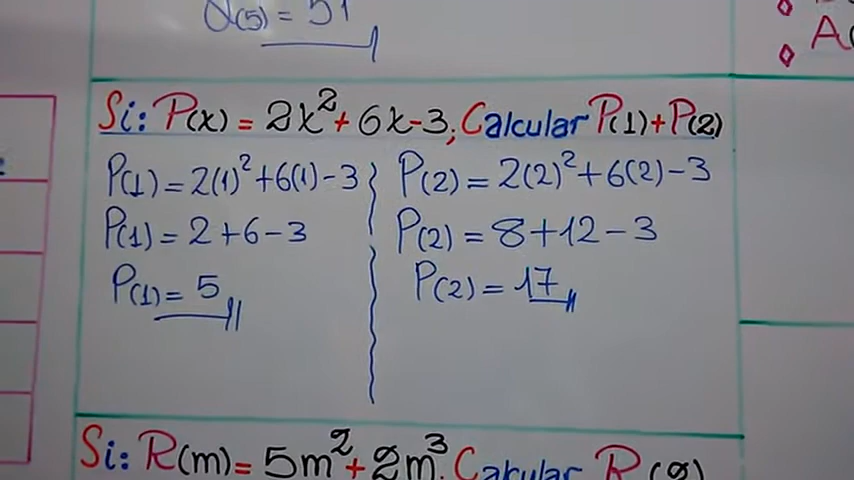 Q(5) = 51
Si: P(x) = 2x²+ 6x-3; Calcular P(1)+P(2)
P(1) = 2(1)²+6(1)-3
P(1) = 2+6-3
P(1) = 5
P(2) = 2(2)²+6(2)-3
P(2) = 8+12-3
P(2) = 17
Si: R(m) = 5m²+2m³. Calcular R